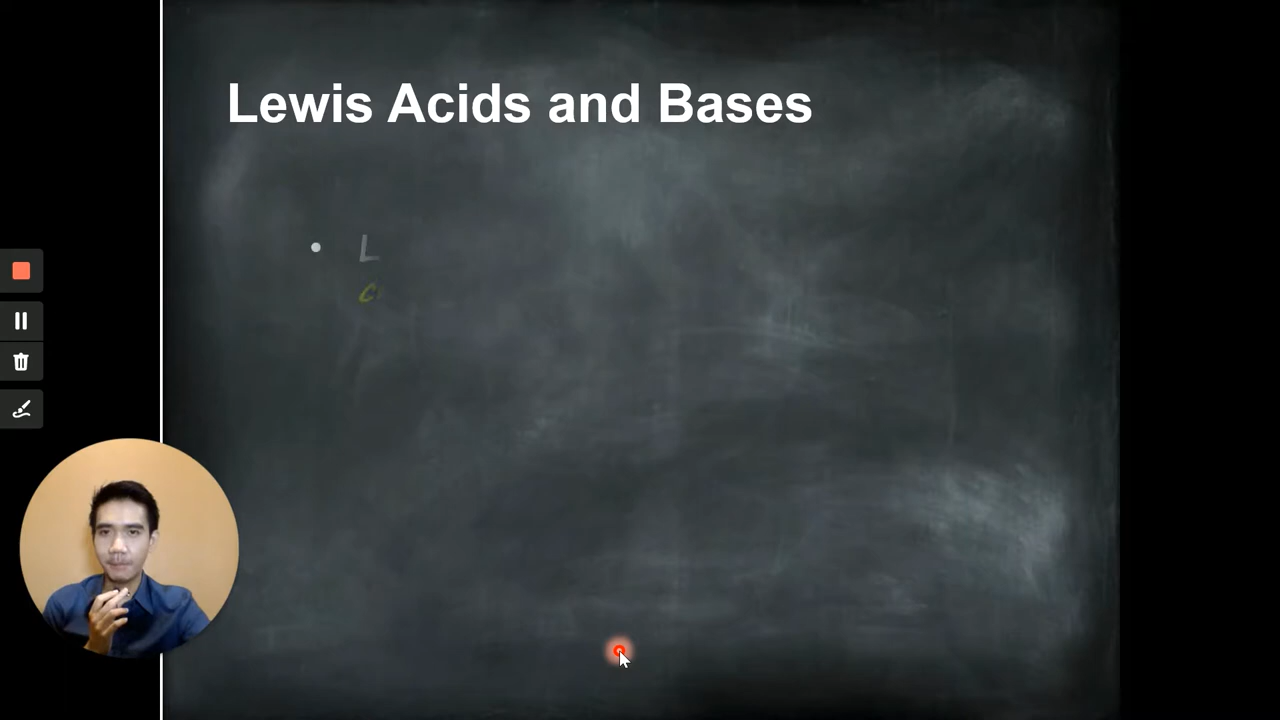 Lewis Acids and Bases
• L